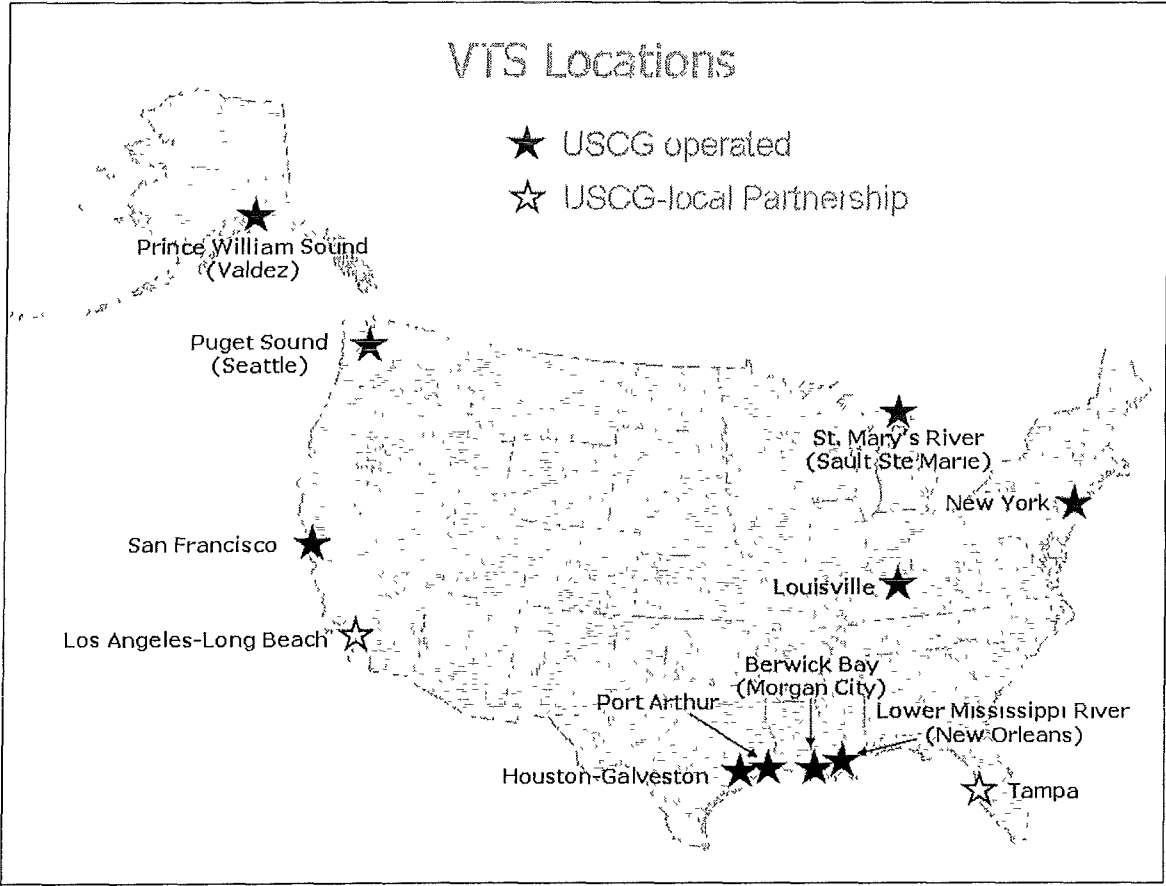 VTS Locations
USCG operated
USCG-local Partnership
Prince William Sound
(Valdez)
Puget Sound
(Seattle)
St. Mary's River
(Sault Ste Marie)
New York
San Francisco
Louisville
Los Angeles-Long Beach
Berwick Bay
(Morgan City)
Port Arthur
Lower Mississippi River
(New Orleans)
Houston-Galveston
Tampa